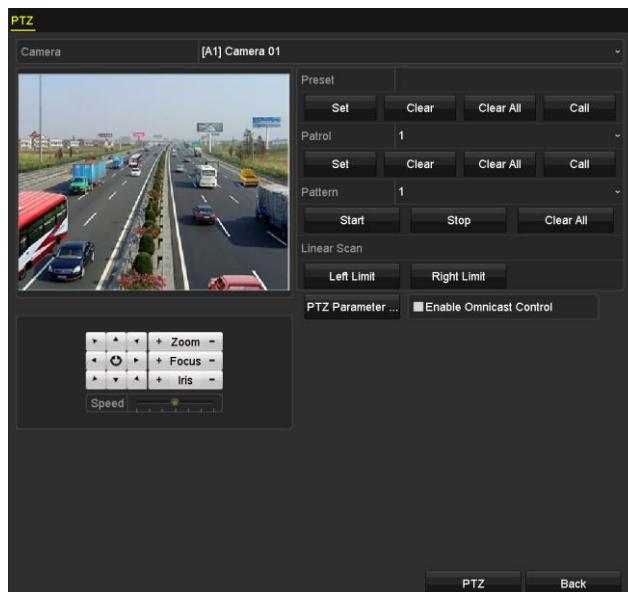 PTZ
Camera [A1] Camera 01
Preset
Set Clear Clear All Call
Patrol 1
Set Clear Clear All Call
Pattern 1
Start Stop Clear All
Linear Scan
Left Limit Right Limit
PTZ Parameter ... Enable Omnicast Control
+ Zoom -
+ Focus -
+ Iris -
Speed
PTZ Back